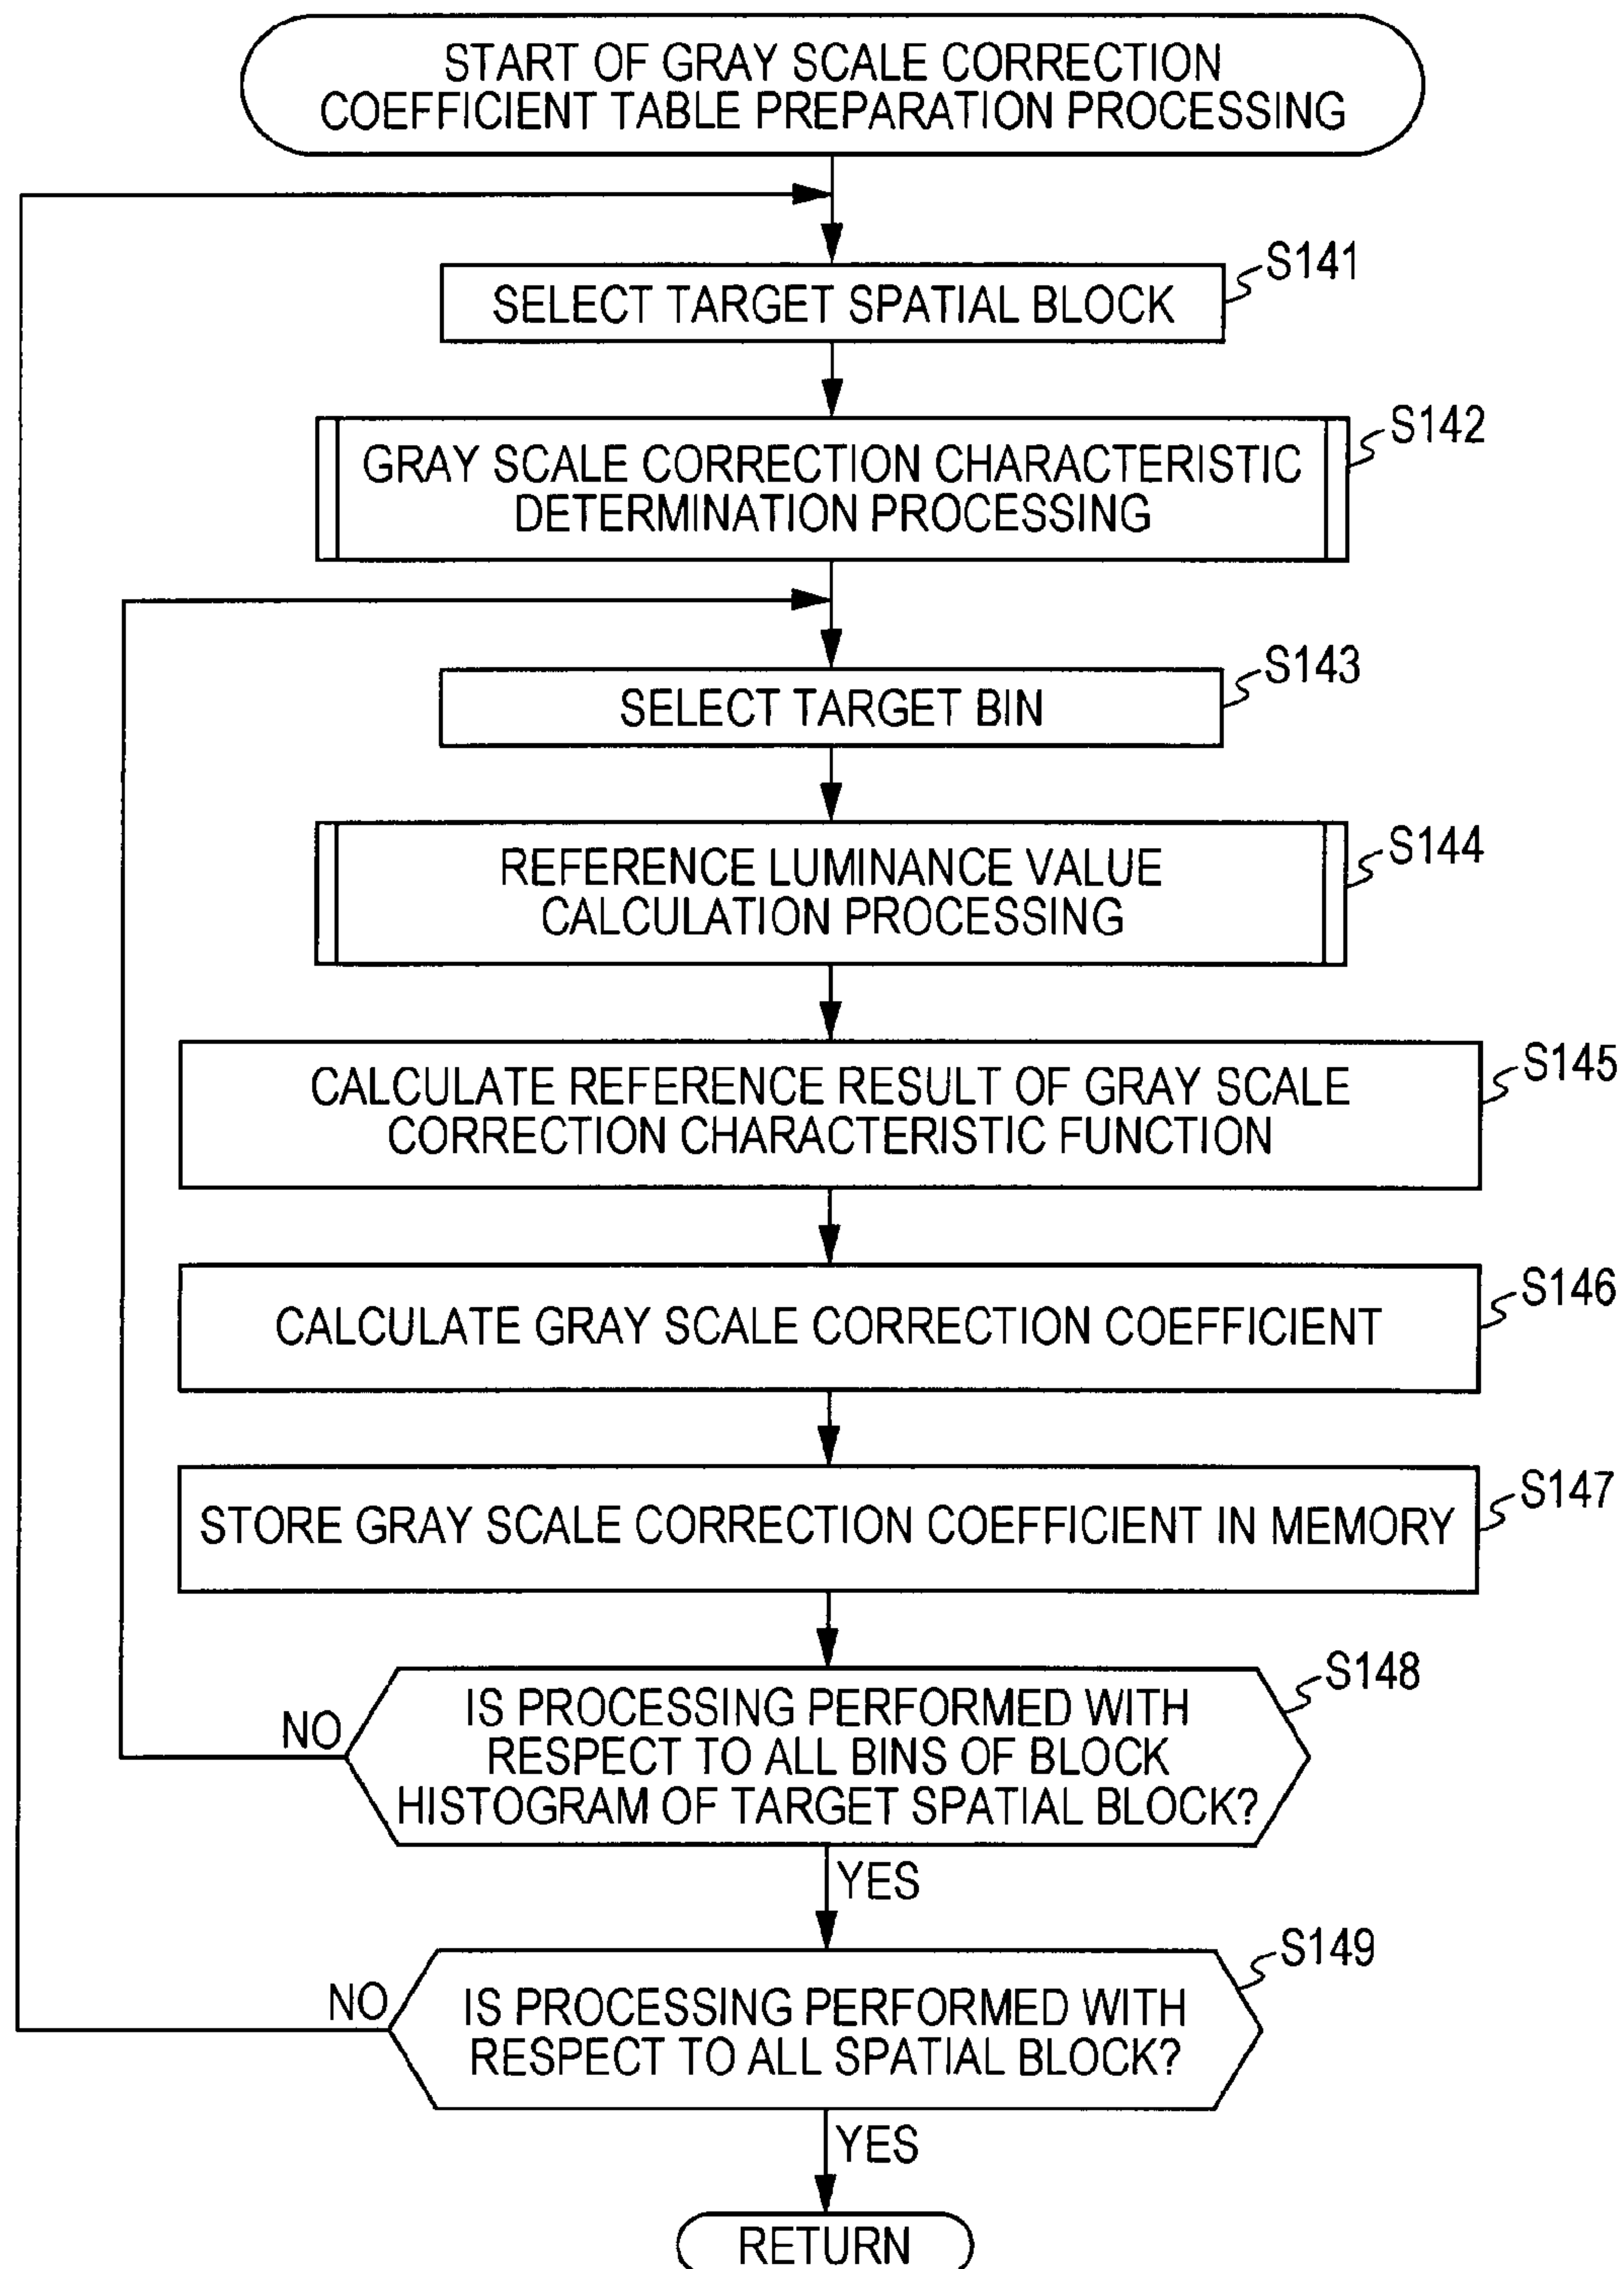 START OF GRAY SCALE CORRECTION
COEFFICIENT TABLE PREPARATION PROCESSING
S141
SELECT TARGET SPATIAL BLOCK
S142
GRAY SCALE CORRECTION CHARACTERISTIC
DETERMINATION PROCESSING
S143
SELECT TARGET BIN
S144
REFERENCE LUMINANCE VALUE
CALCULATION PROCESSING
S145
CALCULATE REFERENCE RESULT OF GRAY SCALE
CORRECTION CHARACTERISTIC FUNCTION
S146
CALCULATE GRAY SCALE CORRECTION COEFFICIENT
S147
STORE GRAY SCALE CORRECTION COEFFICIENT IN MEMORY
S148
NO
IS PROCESSING PERFORMED WITH
RESPECT TO ALL BINS OF BLOCK
HISTOGRAM OF TARGET SPATIAL BLOCK?
YES
S149
NO
IS PROCESSING PERFORMED WITH
RESPECT TO ALL SPATIAL BLOCK?
YES
RETURN